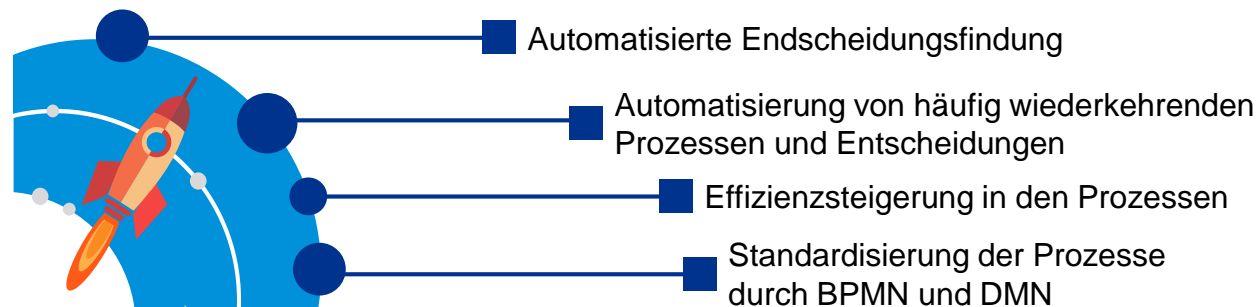 Automatisierte Endscheidungsfindung
Automatisierung von häufig wiederkehrenden
Prozessen und Entscheidungen
Effizienzsteigerung in den Prozessen
Standardisierung der Prozesse
durch BPMN und DMN